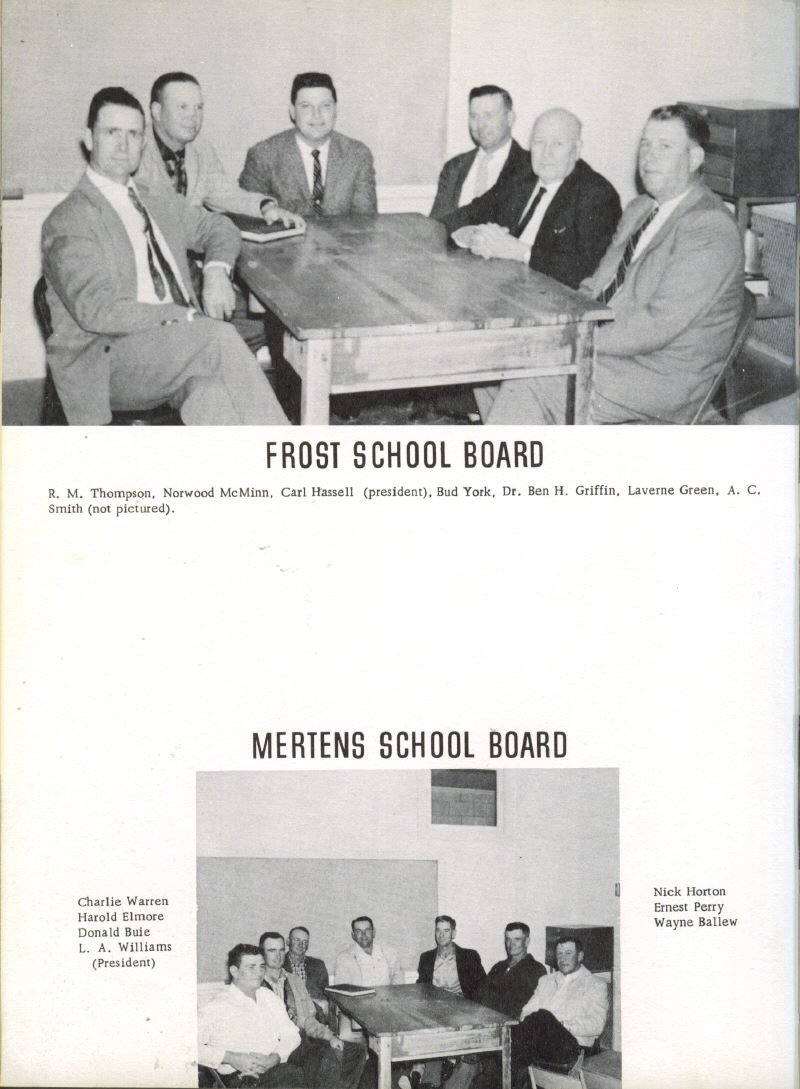 FROST SCHOOL BOARD
R. M. Thompson, Norwood McMinn, Carl Hassell (president), Bud York, Dr. Ben H. Griffin, Laverne Green, A. C.
Smith (not pictured).
MERTENS SCHOOL BOARD
Charlie Warren
Harold Elmore
Donald Buie
L. A. Williams
(President)
Nick Horton
Ernest Perry
Wayne Ballew